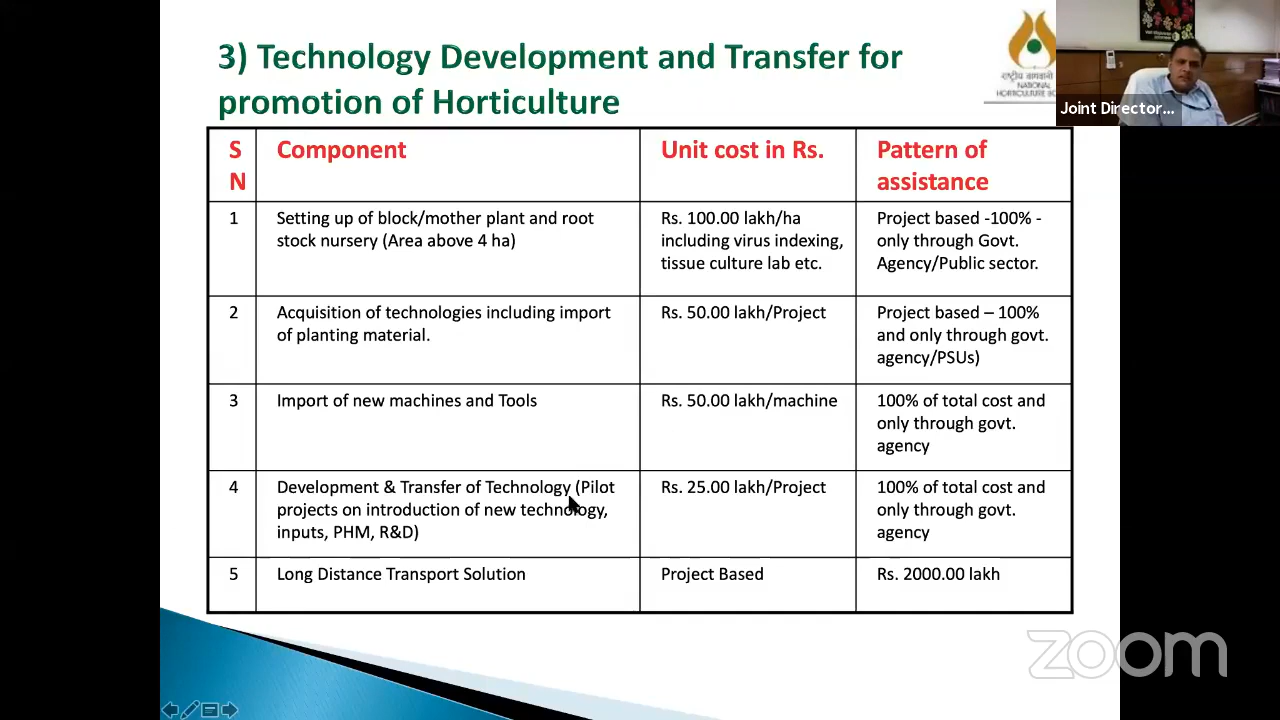 3) Technology Development and Transfer for
promotion of Horticulture
राष्ट्रीय बागवानी
NATIONAL
HORTICULTURE
Joint Director...
S
N
Component
Unit cost in Rs.
Pattern of
assistance
1
Setting up of block/mother plant and root
stock nursery (Area above 4 ha)
Rs. 100.00 lakh/ha
including virus indexing,
tissue culture lab etc.
Project based -100% -
only through Govt.
Agency/Public sector.
2
Acquisition of technologies including import
of planting material.
Rs. 50.00 lakh/Project
Project based – 100%
and only through govt.
agency/PSUs)
3
Import of new machines and Tools
Rs. 50.00 lakh/machine
100% of total cost and
only through govt.
agency
4
Development & Transfer of Technology (Pilot
projects on introduction of new technology,
inputs, PHM, R&D)
Rs. 25.00 lakh/Project
100% of total cost and
only through govt.
agency
5
Long Distance Transport Solution
Project Based
Rs. 2000.00 lakh
zoom